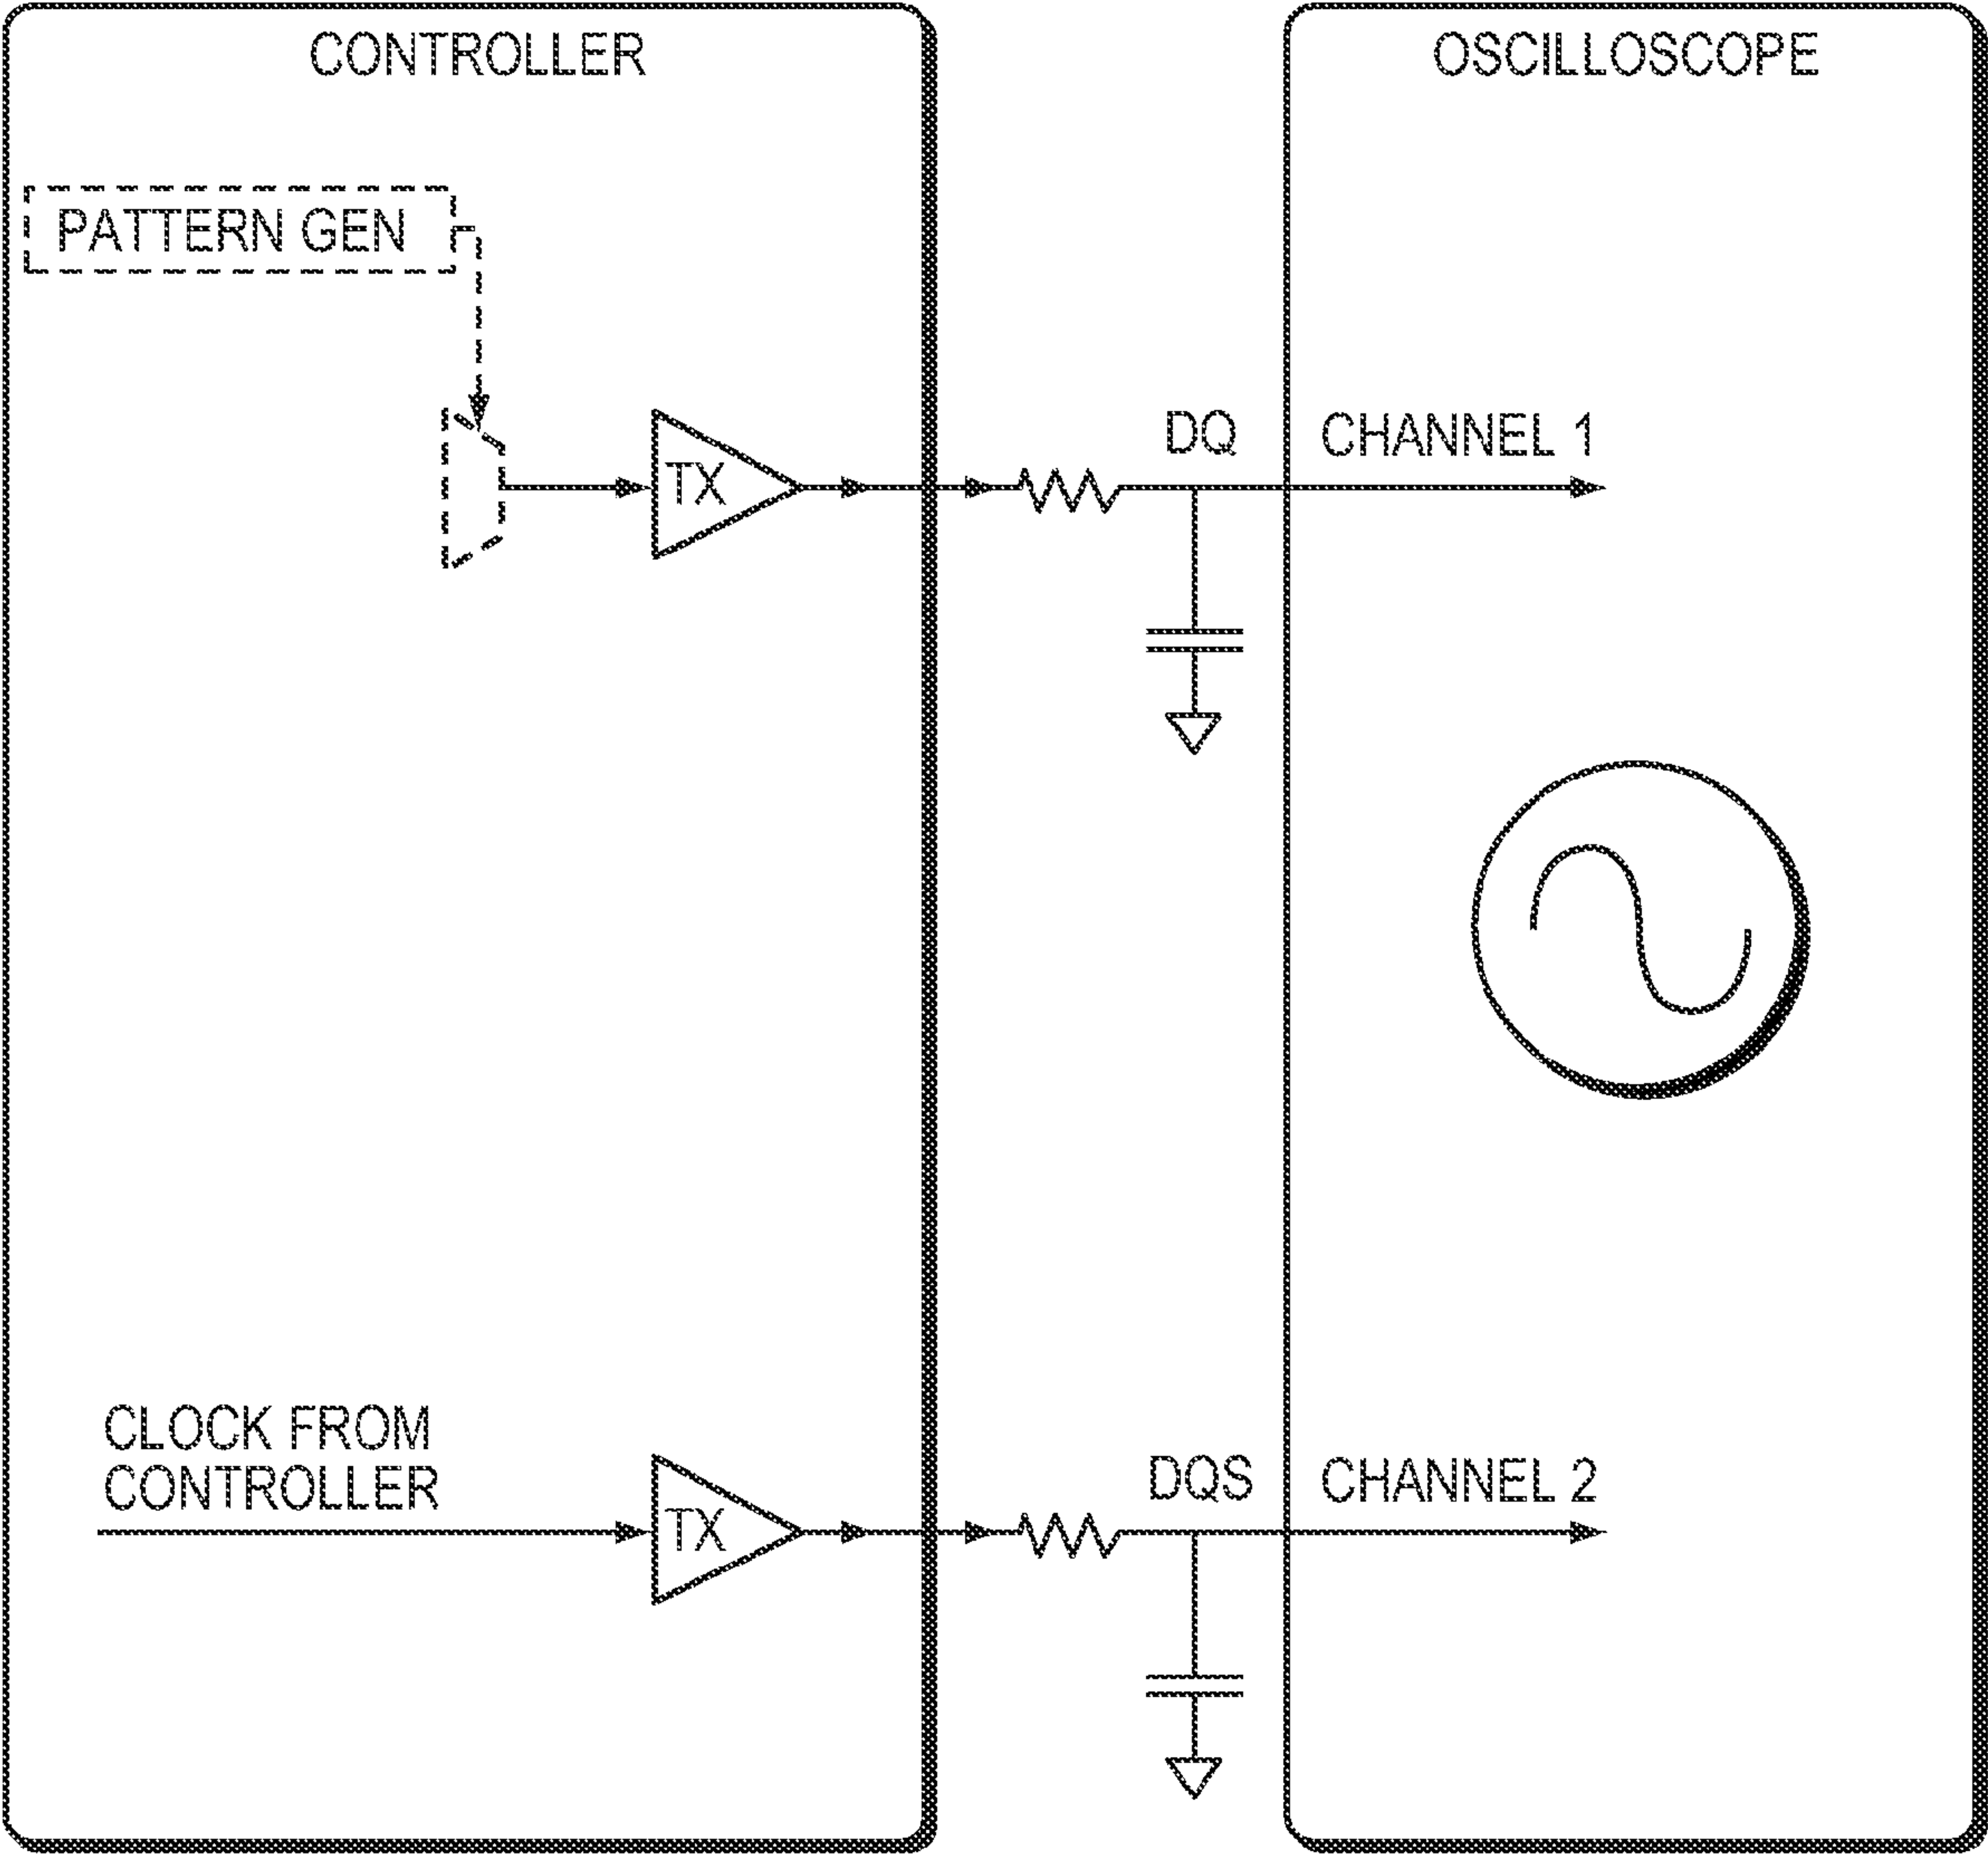 CONTROLLER
OSCILLOSCOPE
PATTERN GEN
TX
DQ
CHANNEL 1
CLOCK FROM
CONTROLLER
TX
DQS
CHANNEL 2